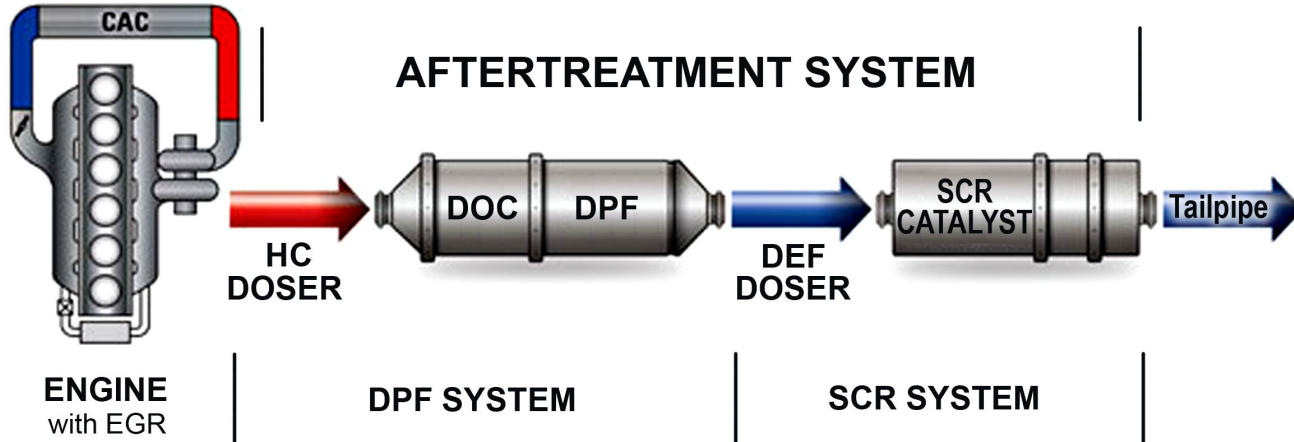 CAC
AFTERTREATMENT SYSTEM
DOC
DPF
SCR
CATALYST
Tailpipe
HC
DOSER
DEF
DOSER
ENGINE
with EGR
DPF SYSTEM
SCR SYSTEM